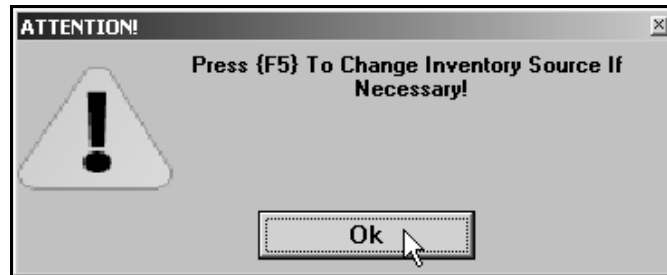 ATTENTION!
Press {F5} To Change Inventory Source If
Necessary!
Ok